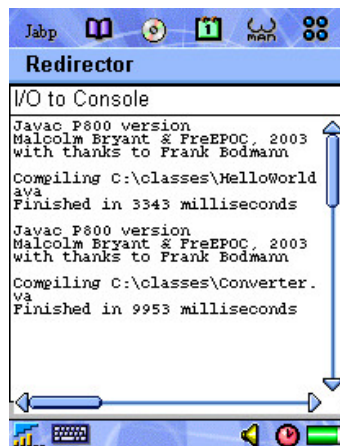 Jabp
1
MAN
Redirector
I/O to Console
Javac P800 version
Malcolm Bryant & FreEPOC, 2003
with thanks to Frank Bodmann
Compiling C:\classes\HelloWorld
ava
Finished in 3343 milliseconds
Javac P800 version
Malcolm Bryant & FreEPOC, 2003
with thanks to Frank Bodmann
Compiling C:\classes\Converter.
va
Finished in 9953 milliseconds